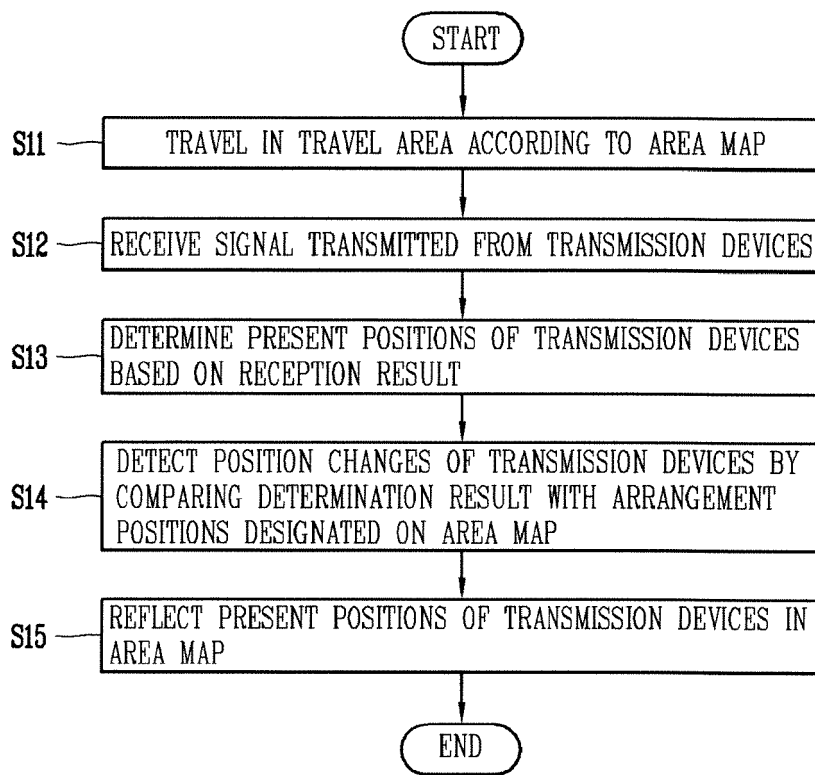 START
S11
TRAVEL IN TRAVEL AREA ACCORDING TO AREA MAP
S12
RECEIVE SIGNAL TRANSMITTED FROM TRANSMISSION DEVICES
S13
DETERMINE PRESENT POSITIONS OF TRANSMISSION DEVICES
BASED ON RECEPTION RESULT
S14
DETECT POSITION CHANGES OF TRANSMISSION DEVICES BY
COMPARING DETERMINATION RESULT WITH ARRANGEMENT
POSITIONS DESIGNATED ON AREA MAP
S15
REFLECT PRESENT POSITIONS OF TRANSMISSION DEVICES IN
AREA MAP
END